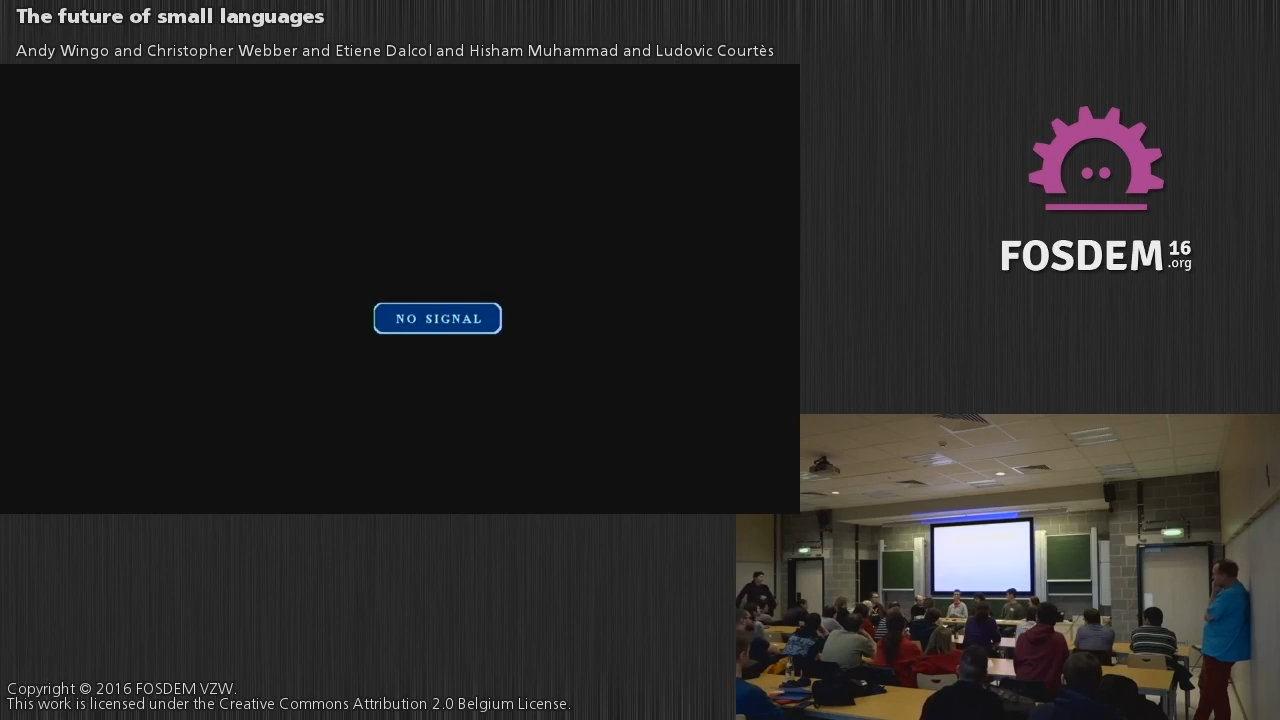 The future of small languages
Andy Wingo and Christopher Webber and Etiene Dalcol and Hisham Muhammad and Ludovic Courtès
NO SIGNAL
FOSDEM 16
.org
Copyright © 2016 FOSDEM VZW.
This work is licensed under the Creative Commons Attribution 2.0 Belgium License.